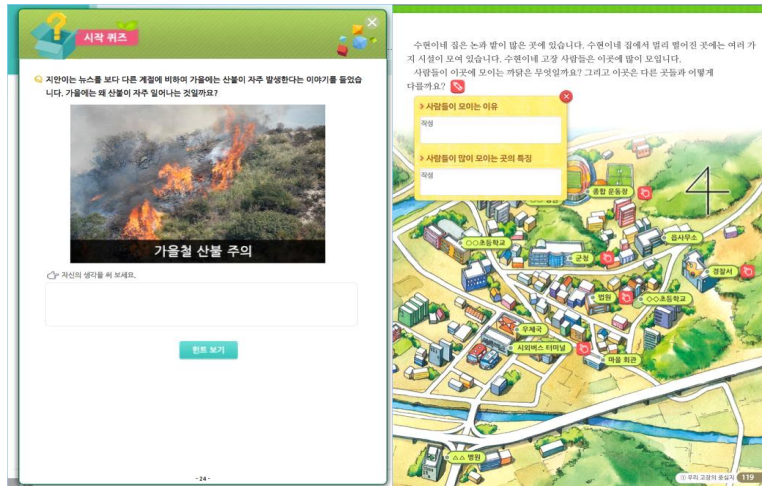 시작 퀴즈
지안이는 뉴스를 보다 다른 계절에 비하여 가을에는 산불이 자주 발생한다는 이야기를 들었습
니다. 가을에는 왜 산불이 자주 일어나는 것일까요?
가을철 산불 주의
자신의 생각을 써 보세요.
힌트 보기
- 24 -
수현이네 집은 논과 밭이 많은 곳에 있습니다. 수현이네 집에서 멀리 떨어진 곳에는 여러 가
지 시설이 모여 있습니다. 수현이네 고장 사람들은 이곳에 많이 모입니다.
사람들이 이곳에 모이는 까닭은 무엇일까요? 그리고 이곳은 다른 곳들과 어떻게
다를까요?
사람들이 모이는 이유
작성
사람들이 많이 모이는 곳의 특징
작성
종합 운동장
4
읍사무소
○○초등학교
군청
경찰서
법원
◇◇초등학교
우체국
시외버스 터미널
마을 회관
△△ 병원
① 우리 고장의 중심지 119